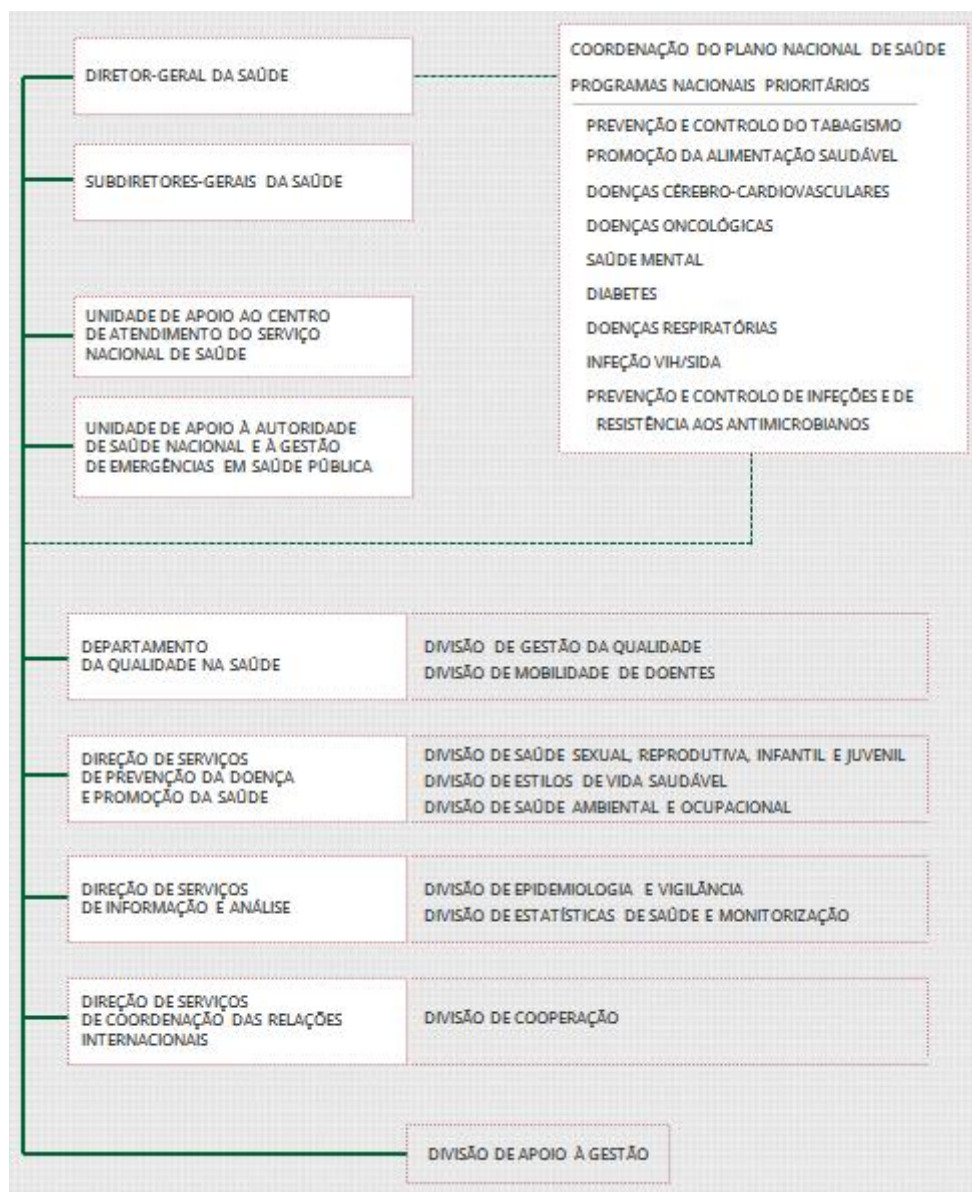 DIRETOR-GERAL DA SAÚDE
COORDENAÇÃO DO PLANO NACIONAL DE SAÚDE
PROGRAMAS NACIONAIS PRIORITÁRIOS
PREVENÇÃO E CONTROLO DO TABAGISMO
PROMOÇÃO DA ALIMENTAÇÃO SAUDÁVEL
DOENÇAS CÉREBRO-CARDIOVASCULARES
DOENÇAS ONCOLÓGICAS
SAÚDE MENTAL
DIABETES
DOENÇAS RESPIRATÓRIAS
INFEÇÃO VIH/SIDA
PREVENÇÃO E CONTROLO DE INFEÇÕES E DE
RESISTÊNCIA AOS ANTIMICROBIANOS
SUBDIRETORES-GERAIS DA SAÚDE
UNIDADE DE APOIO AO CENTRO
DE ATENDIMENTO DO SERVIÇO
NACIONAL DE SAÚDE
UNIDADE DE APOIO À AUTORIDADE
DE SAÚDE NACIONAL E À GESTÃO
DE EMERGÊNCIAS EM SAÚDE PÚBLICA
DEPARTAMENTO
DA QUALIDADE NA SAÚDE
DIVISÃO DE GESTÃO DA QUALIDADE
DIVISÃO DE MOBILIDADE DE DOENTES
DIREÇÃO DE SERVIÇOS
DE PREVENÇÃO DA DOENÇA
E PROMOÇÃO DA SAÚDE
DIVISÃO DE SAÚDE SEXUAL, REPRODUTIVA, INFANTIL E JUVENIL
DIVISÃO DE ESTILOS DE VIDA SAUDÁVEL
DIVISÃO DE SAÚDE AMBIENTAL E OCUPACIONAL
DIREÇÃO DE SERVIÇOS
DE INFORMAÇÃO E ANÁLISE
DIVISÃO DE EPIDEMIOLOGIA E VIGILÂNCIA
DIVISÃO DE ESTATÍSTICAS DE SAÚDE E MONITORIZAÇÃO
DIREÇÃO DE SERVIÇOS
DE COORDENAÇÃO DAS RELAÇÕES
INTERNACIONAIS
DIVISÃO DE COOPERAÇÃO
DIVISÃO DE APOIO À GESTÃO